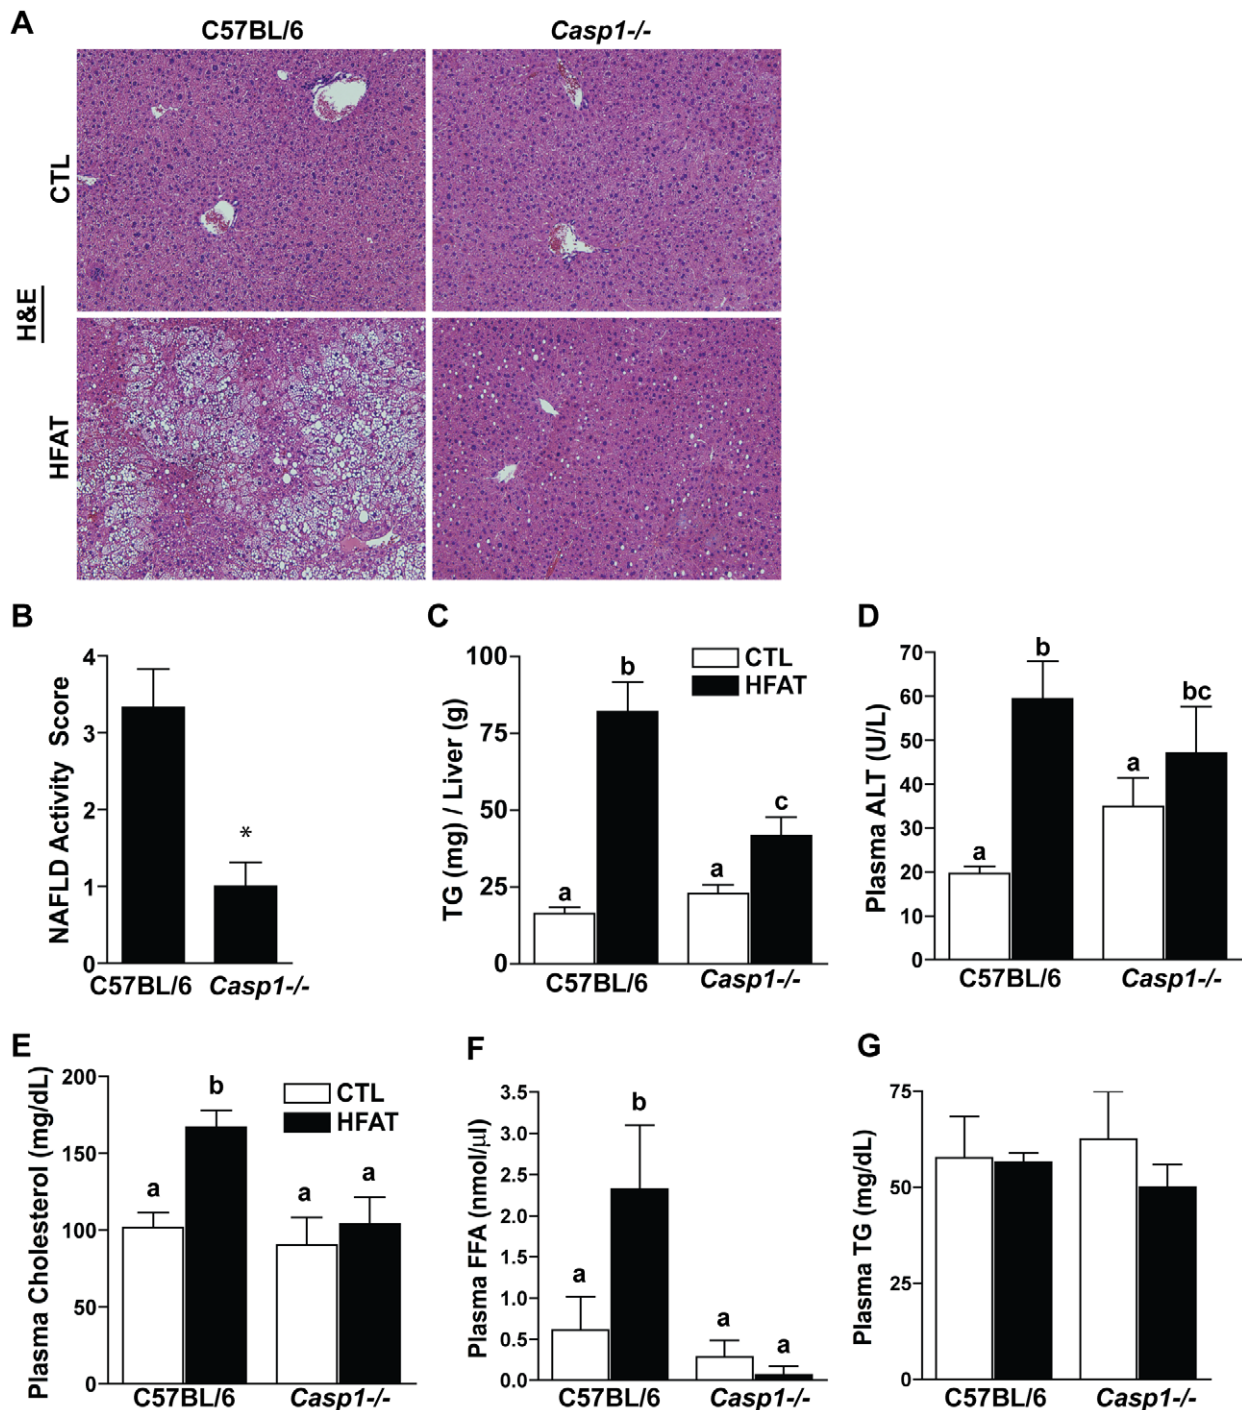 A
C57BL/6
Casp1-/-
CTL
H&E
HFAT
B
NAFLD Activity Score
4
3
2
1
0
*
C57BL/6
Casp1-/-
C
TG (mg) / Liver (g)
100
75
50
25
0
CTL
HFAT
a
b
a
c
C57BL/6
Casp1-/-
D
Plasma ALT (U/L)
70
60
50
40
30
20
10
0
a
b
a
bc
C57BL/6
Casp1-/-
E
Plasma Cholesterol (mg/dL)
200
150
100
50
0
CTL
HFAT
a
b
a
a
C57BL/6
Casp1-/-
F
Plasma FFA (nmol/μl)
3.5
3.0
2.5
2.0
1.5
1.0
0.5
0.0
a
b
a
a
C57BL/6
Casp1-/-
G
Plasma TG (mg/dL)
75
50
25
0
C57BL/6
Casp1-/-